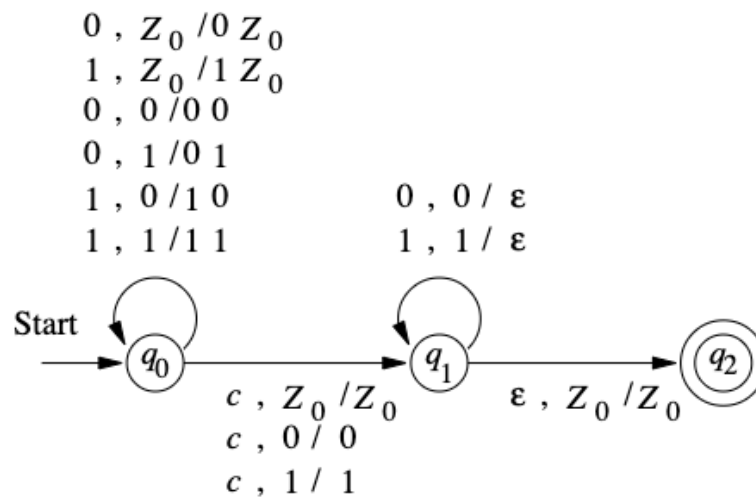 0 , Z₀ /0 Z₀
1 , Z₀ /1 Z₀
0 , 0 /0 0
0 , 1 /0 1
1 , 0 /1 0
1 , 1 /1 1
0 , 0 / ε
1 , 1 / ε
Start
q₀
q₁
q₂
c , Z₀ /Z₀
c , 0 / 0
c , 1 / 1
ε , Z₀ /Z₀